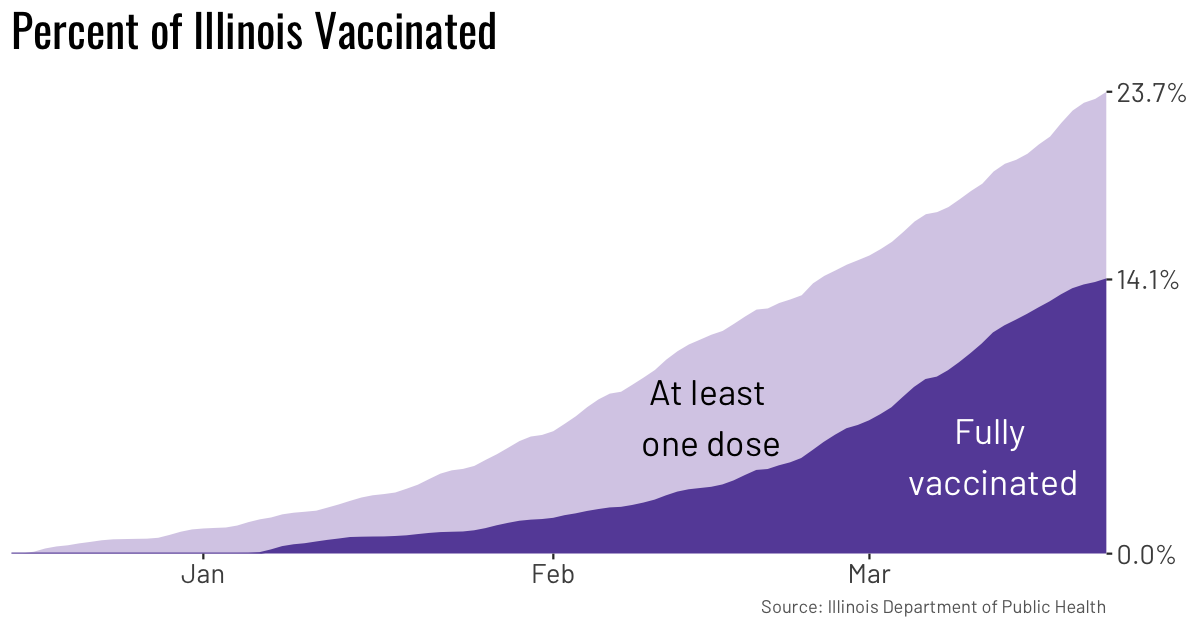 Percent of Illinois Vaccinated
23.7%
At least
one dose
14.1%
Fully
vaccinated
0.0%
Jan
Feb
Mar
Source: Illinois Department of Public Health